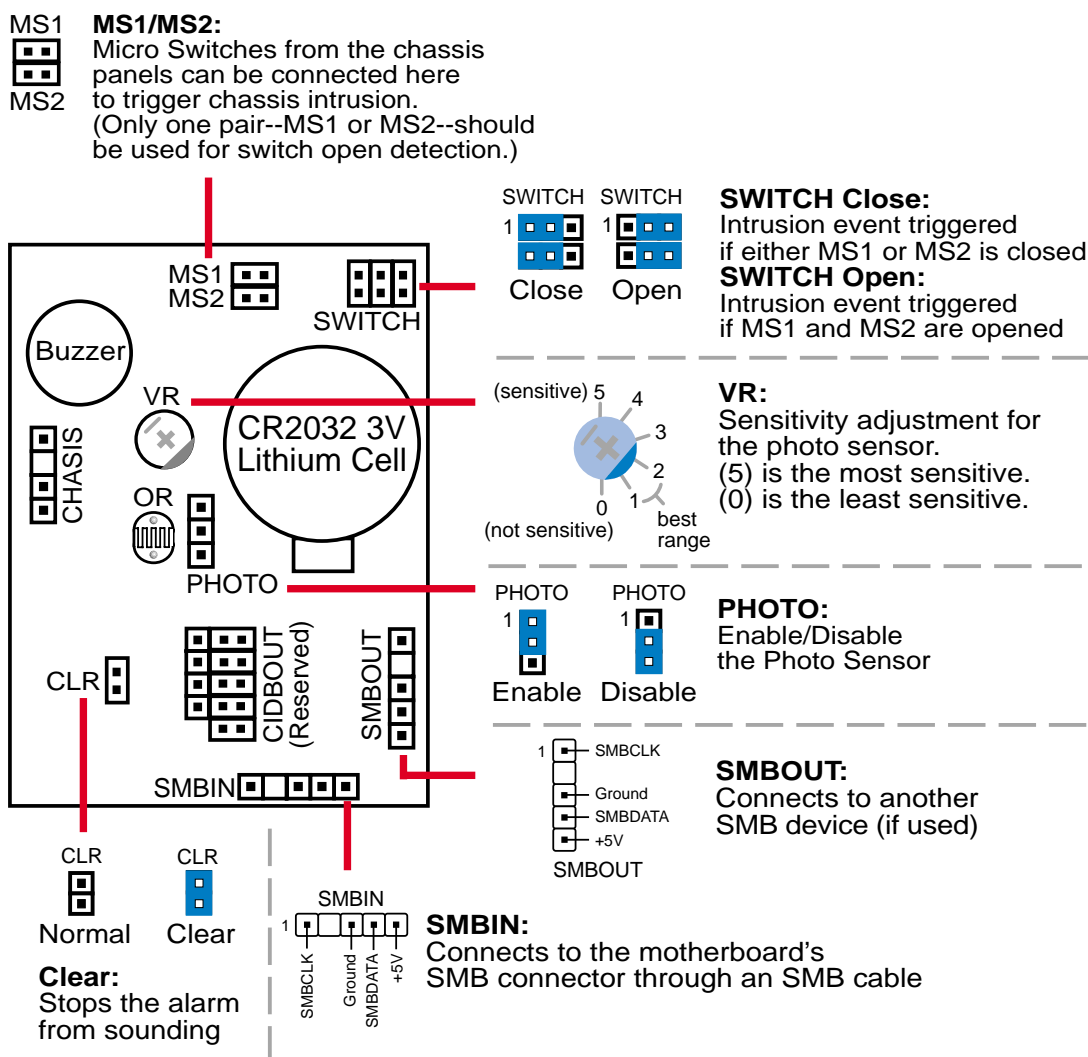 MS1
MS2
MS1/MS2:
Micro Switches from the chassis
panels can be connected here
to trigger chassis intrusion.
(Only one pair--MS1 or MS2--should
be used for switch open detection.)
MS1
MS2
SWITCH
Buzzer
VR
CR2032 3V
Lithium Cell
CHASIS
OR
PHOTO
CLR
CIDBOUT
(Reserved)
SMBOUT
SMBIN
SWITCH
1
Close
SWITCH
1
Open
SWITCH Close:
Intrusion event triggered
if either MS1 or MS2 is closed
SWITCH Open:
Intrusion event triggered
if MS1 and MS2 are opened
(sensitive) 5
4
3
2
1
0
(not sensitive)
best
range
VR:
Sensitivity adjustment for
the photo sensor.
(5) is the most sensitive.
(0) is the least sensitive.
PHOTO
1
Enable
PHOTO
1
Disable
PHOTO:
Enable/Disable
the Photo Sensor
1
SMBCLK
Ground
SMBDATA
+5V
SMBOUT
SMBOUT:
Connects to another
SMB device (if used)
CLR
Normal
CLR
Clear
Clear:
Stops the alarm
from sounding
SMBIN
1
SMBCLK
Ground
SMBDATA
+5V
SMBIN:
Connects to the motherboard's
SMB connector through an SMB cable